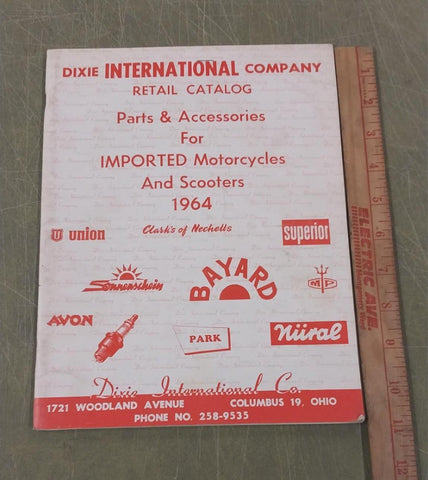 DIXIE INTERNATIONAL COMPANY
RETAIL CATALOG
Parts & Accessories
For
IMPORTED Motorcycles
And Scooters
1964
union
Clark's of Nechells
superior
Sonnenschein
BAYARD
MP
AVON
PARK
Nüral
Dixie International Co.
1721 WOODLAND AVENUE COLUMBUS 19, OHIO
PHONE NO. 258-9535
ELECTRIC AVE.